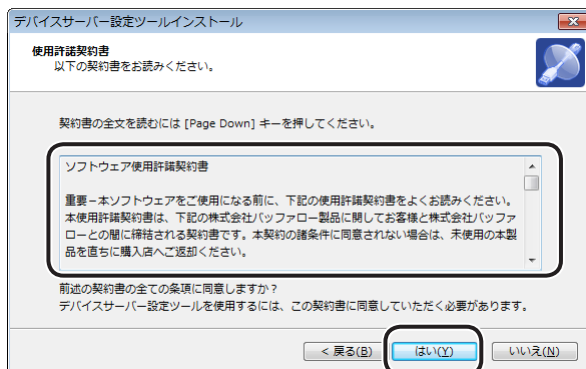 デバイスサーバー設定ツールインストール
使用許諾契約書
以下の契約書をお読みください。
契約書の全文を読むには [Page Down] キーを押してください。
ソフトウェア使用許諾契約書
重要－本ソフトウェアをご使用になる前に、下記の使用許諾契約書をよくお読みください。
本使用許諾契約書は、下記の株式会社バッファロー製品に関してお客様と株式会社バッファ
ローとの間に締結される契約書です。本契約の諸条件に同意されない場合は、未使用の本製
品を直ちに購入店へご返却ください。
前述の契約書の全ての条項に同意しますか？
デバイスサーバー設定ツールを使用するには、この契約書に同意していただく必要があります。
< 戻る(B)
はい(Y)
いいえ(N)